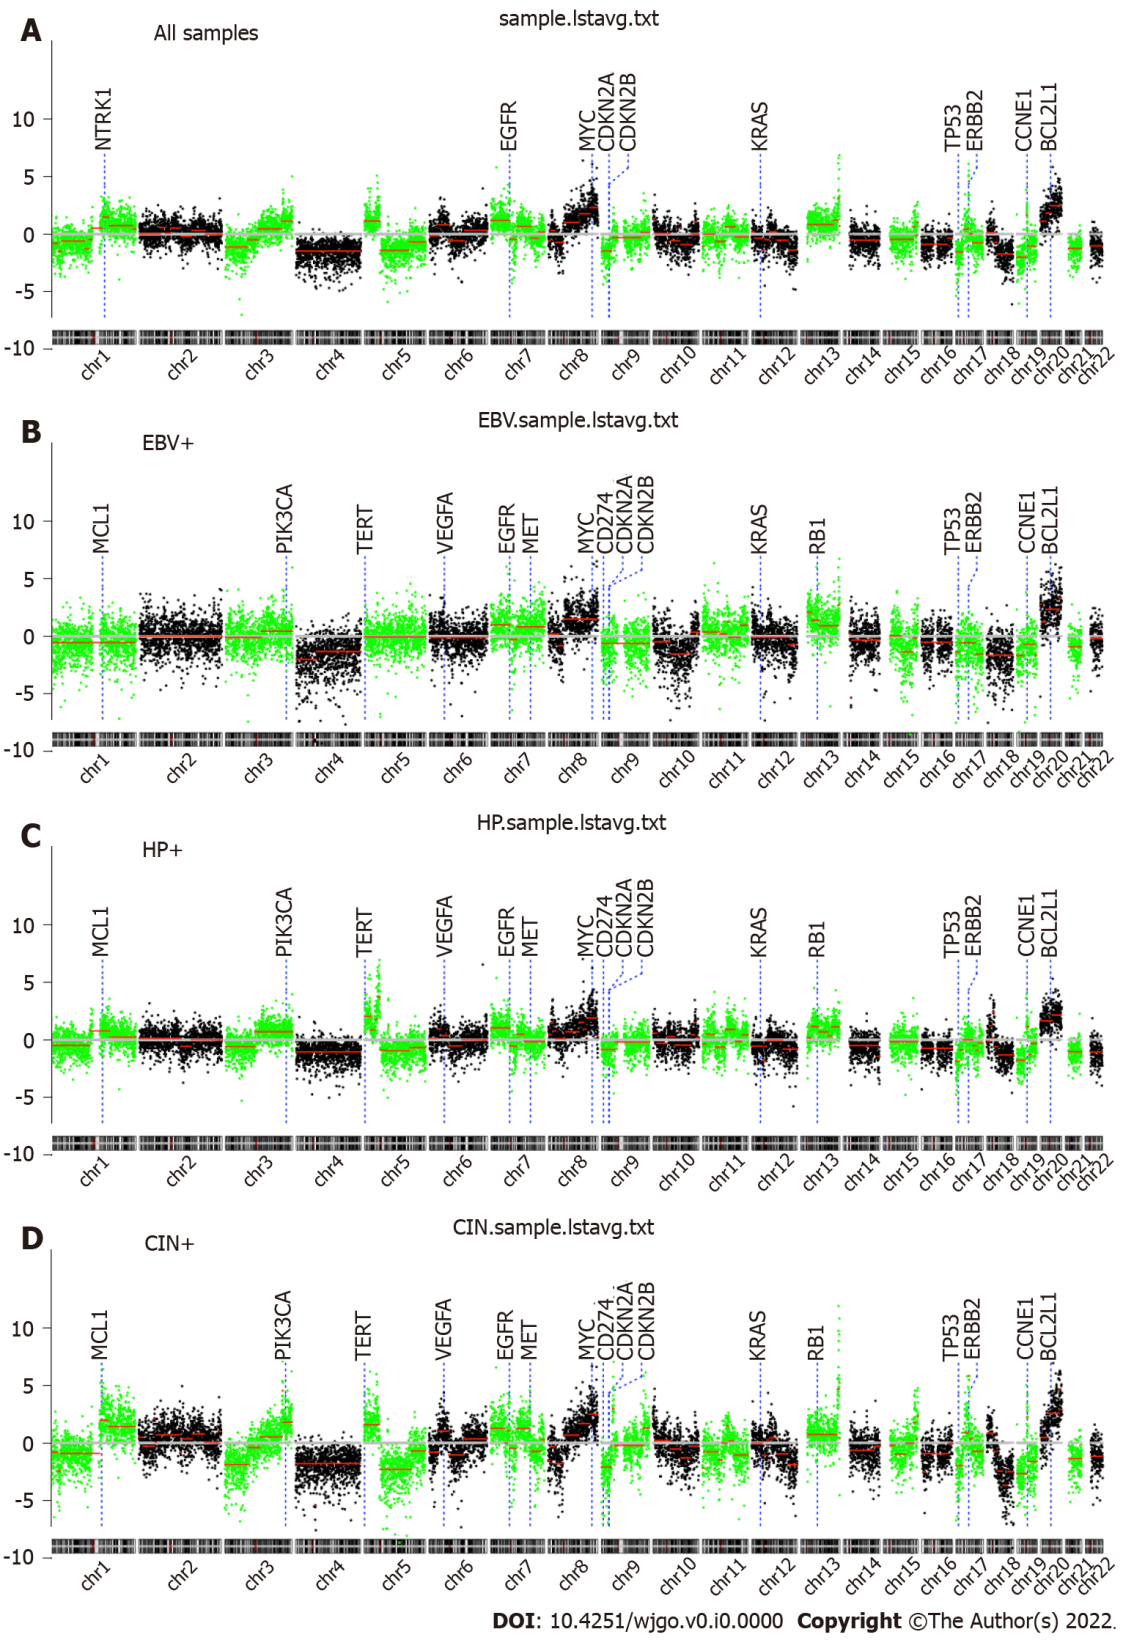 A
All samples
sample.lstavg.txt
10
5
0
-5
-10
NTRK1
EGFR
MYC
CDKN2A
CDKN2B
KRAS
TP53
ERBB2
CCNE1
BCL2L1
chr1
chr2
chr3
chr4
chr5
chr6
chr7
chr8
chr9
chr10
chr11
chr12
chr13
chr14
chr15
chr16
chr17
chr18
chr19
chr20
chr21
chr22
B
EBV+
EBV.sample.lstavg.txt
10
5
0
-5
-10
MCL1
PIK3CA
TERT
VEGFA
EGFR
MET
MYC
CD274
CDKN2A
CDKN2B
KRAS
RB1
TP53
ERBB2
CCNE1
BCL2L1
chr1
chr2
chr3
chr4
chr5
chr6
chr7
chr8
chr9
chr10
chr11
chr12
chr13
chr14
chr15
chr16
chr17
chr18
chr19
chr20
chr21
chr22
C
HP+
HP.sample.lstavg.txt
10
5
0
-5
-10
MCL1
PIK3CA
TERT
VEGFA
EGFR
MET
MYC
CD274
CDKN2A
CDKN2B
KRAS
RB1
TP53
ERBB2
CCNE1
BCL2L1
chr1
chr2
chr3
chr4
chr5
chr6
chr7
chr8
chr9
chr10
chr11
chr12
chr13
chr14
chr15
chr16
chr17
chr18
chr19
chr20
chr21
chr22
D
CIN+
CIN.sample.lstavg.txt
10
5
0
-5
-10
MCL1
PIK3CA
TERT
VEGFA
EGFR
MET
MYC
CD274
CDKN2A
CDKN2B
KRAS
RB1
TP53
ERBB2
CCNE1
BCL2L1
chr1
chr2
chr3
chr4
chr5
chr6
chr7
chr8
chr9
chr10
chr11
chr12
chr13
chr14
chr15
chr16
chr17
chr18
chr19
chr20
chr21
chr22
DOI: 10.4251/wjgo.v0.i0.0000 Copyright ©The Author(s) 2022.